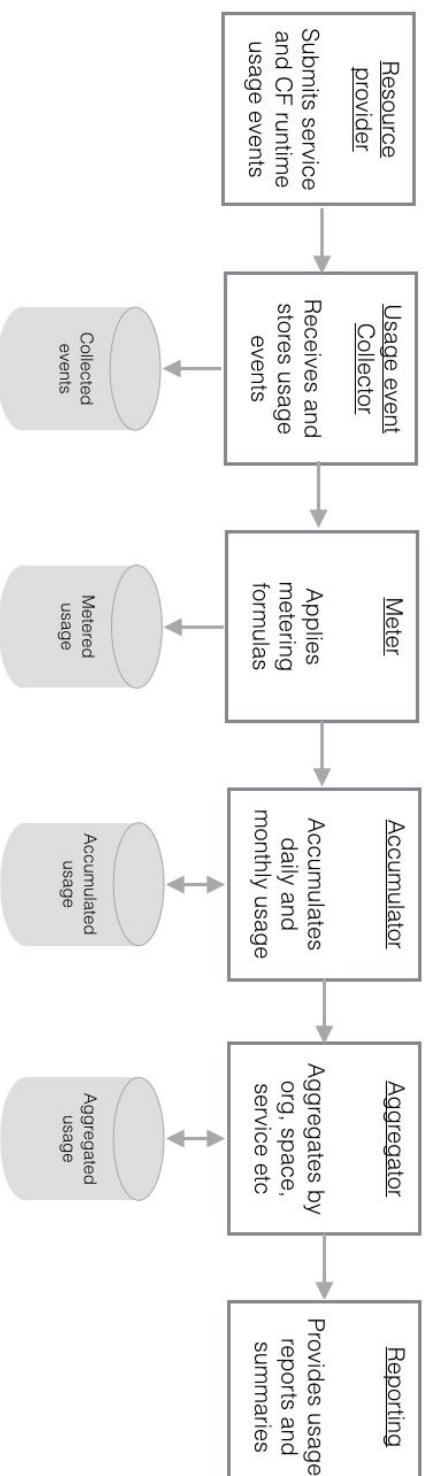 Resource
provider
Submits service
and CF runtime
usage events
Usage event
Collector
Receives and
stores usage
events
Collected
events
Meter
Applies
metering
formulas
Metered
usage
Accumulator
Accumulates
daily and
monthly usage
Accumulated
usage
Aggregator
Aggregates by
org, space,
service etc
Aggregated
usage
Reporting
Provides usage
reports and
summaries